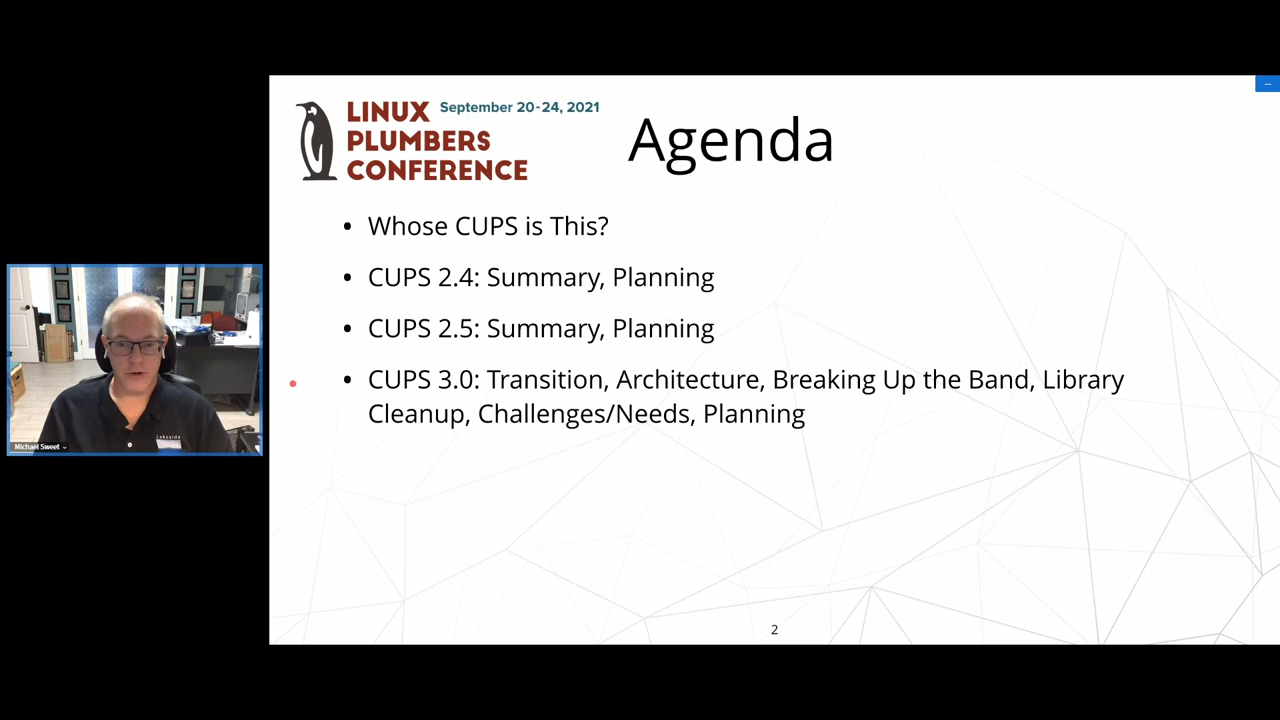 LINUX September 20-24, 2021
PLUMBERS
CONFERENCE
Agenda
• Whose CUPS is This?
• CUPS 2.4: Summary, Planning
• CUPS 2.5: Summary, Planning
• CUPS 3.0: Transition, Architecture, Breaking Up the Band, Library
Cleanup, Challenges/Needs, Planning
Michael Sweet
lakeside
2